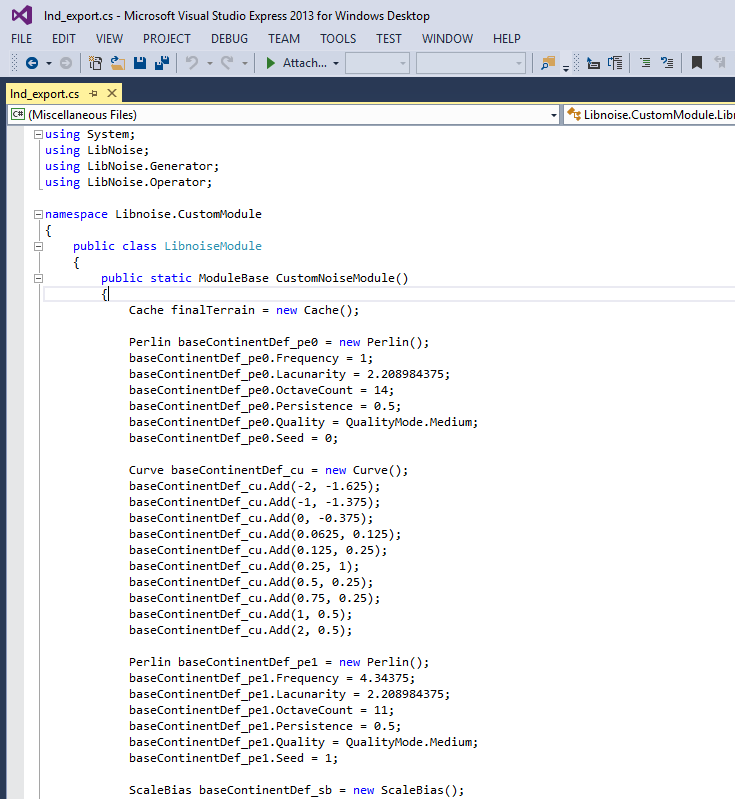 lnd_export.cs - Microsoft Visual Studio Express 2013 for Windows Desktop
FILE EDIT VIEW PROJECT DEBUG TEAM TOOLS TEST WINDOW HELP
Attach...
lnd_export.cs
C# (Miscellaneous Files) Libnoise.CustomModule.Lib
using System;
using LibNoise;
using LibNoise.Generator;
using LibNoise.Operator;
namespace Libnoise.CustomModule
{
public class LibnoiseModule
{
public static ModuleBase CustomNoiseModule()
{
Cache finalTerrain = new Cache();
Perlin baseContinentDef_pe0 = new Perlin();
baseContinentDef_pe0.Frequency = 1;
baseContinentDef_pe0.Lacunarity = 2.208984375;
baseContinentDef_pe0.OctaveCount = 14;
baseContinentDef_pe0.Persistence = 0.5;
baseContinentDef_pe0.Quality = QualityMode.Medium;
baseContinentDef_pe0.Seed = 0;
Curve baseContinentDef_cu = new Curve();
baseContinentDef_cu.Add(-2, -1.625);
baseContinentDef_cu.Add(-1, -1.375);
baseContinentDef_cu.Add(0, -0.375);
baseContinentDef_cu.Add(0.0625, 0.125);
baseContinentDef_cu.Add(0.125, 0.25);
baseContinentDef_cu.Add(0.25, 1);
baseContinentDef_cu.Add(0.5, 0.25);
baseContinentDef_cu.Add(0.75, 0.25);
baseContinentDef_cu.Add(1, 0.5);
baseContinentDef_cu.Add(2, 0.5);
Perlin baseContinentDef_pe1 = new Perlin();
baseContinentDef_pe1.Frequency = 4.34375;
baseContinentDef_pe1.Lacunarity = 2.208984375;
baseContinentDef_pe1.OctaveCount = 11;
baseContinentDef_pe1.Persistence = 0.5;
baseContinentDef_pe1.Quality = QualityMode.Medium;
baseContinentDef_pe1.Seed = 1;
ScaleBias baseContinentDef_sb = new ScaleBias();